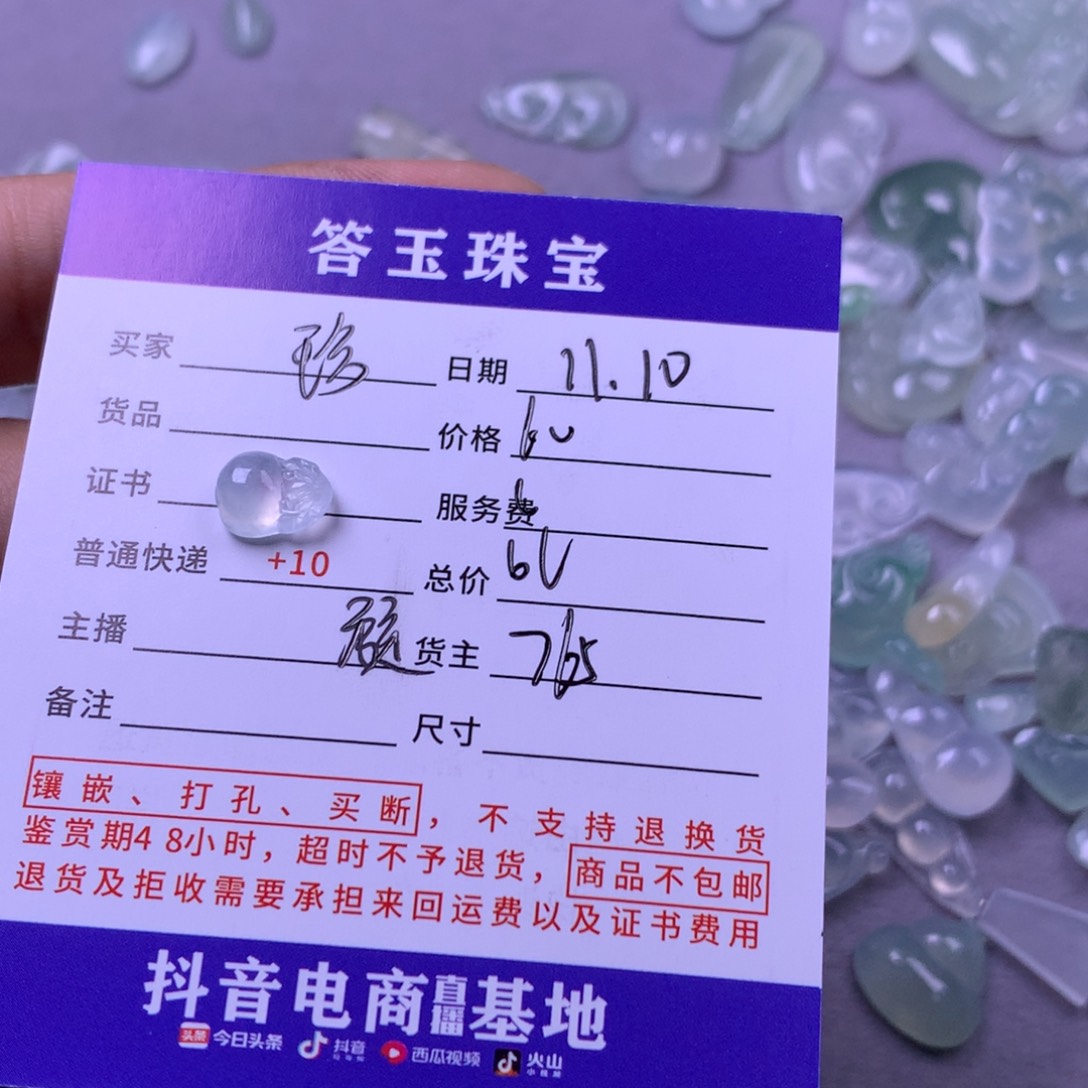 答玉珠宝
买家 珍 日期 11.10
货品 价格 60
证书 服务费 6
普通快递 +10 总价 60
主播 货主 765
备注 尺寸
镶嵌、打孔、买断，不支持退换货
鉴赏期48小时，超时不予退货，商品不包邮
退货及拒收需要承担来回运费以及证书费用
抖音电商直播基地
头条 今日头条 抖音 西瓜视频 火山